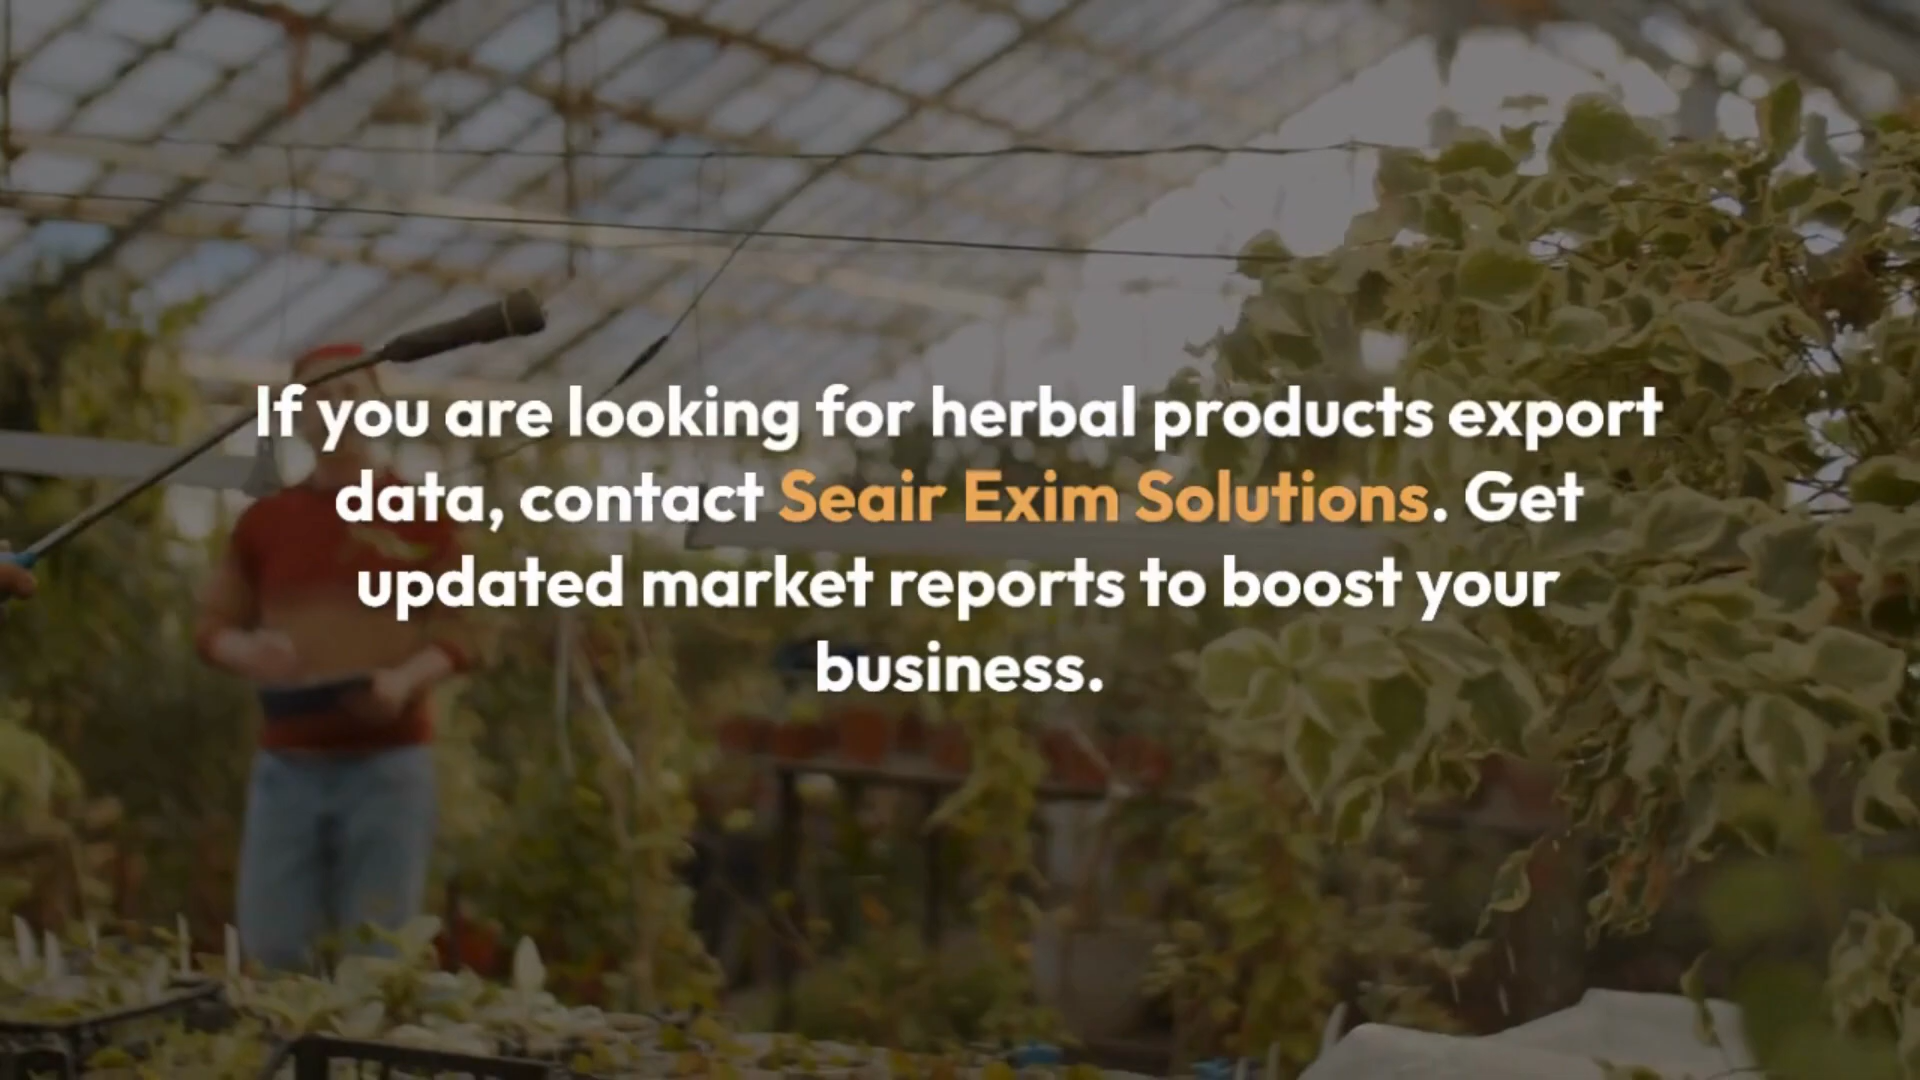 If you are looking for herbal products export
data, contact Seair Exim Solutions. Get
updated market reports to boost your
business.